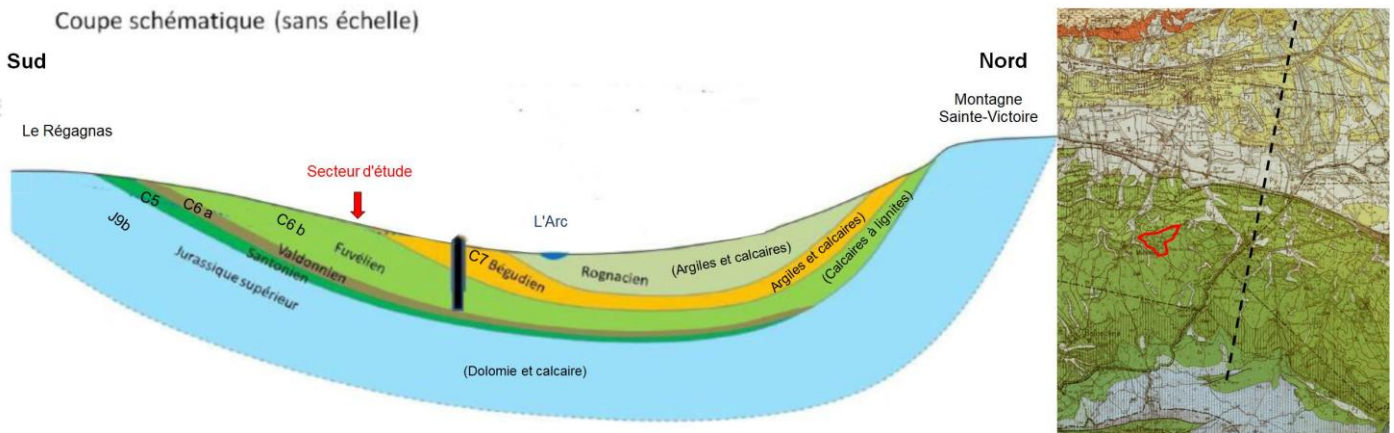 Coupe schématique (sans échelle)
Sud
Nord
Montagne
Sainte-Victoire
Le Régagnas
Secteur d'étude
L'Arc
C5
C6 a
C6 b
J9b
Jurassique supérieur
Santonien
Valdonnien
Fuvélien
C7 Bégudien
Rognacien
(Argiles et calcaires)
(Argiles et calcaires)
(Calcaires à lignites)
(Dolomie et calcaire)